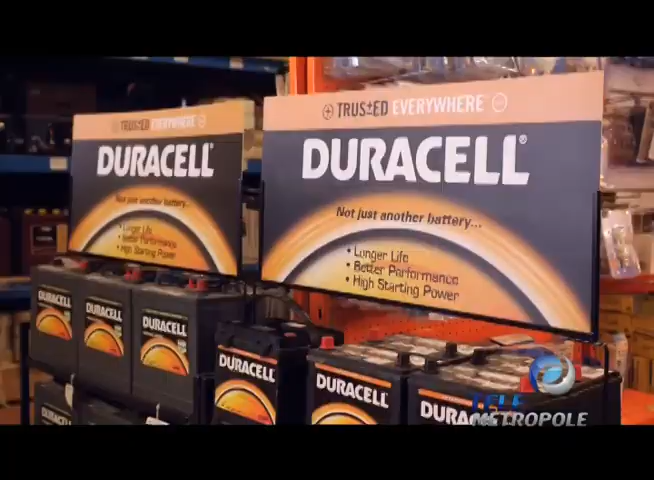 TRUSTED EVERYWHERE
DURACELL
Not just another battery...
• Longer Life
• Better Performance
• High Starting Power
TRUSTED EVERYWHERE
DURACELL®
Not just another battery...
• Longer Life
• Better Performance
• High Starting Power
DURACELL
DURACELL
DURACELL
DURACELL
DURACELL
DURACELL
DURACELL
TELE
METROPOLE